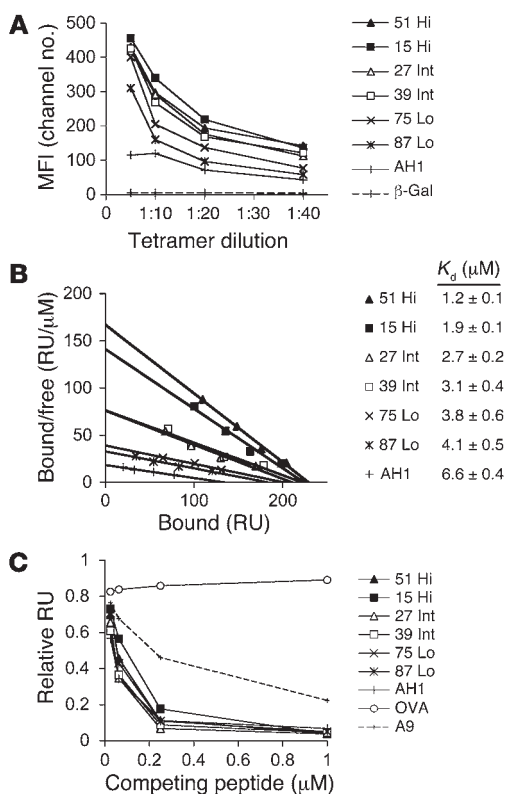 A
MFI (channel no.)
500
400
300
200
100
0
0
1:10
1:20
1:30
1:40
Tetramer dilution
51 Hi
15 Hi
27 Int
39 Int
75 Lo
87 Lo
AH1
β-Gal
B
Bound/free (RU/μM)
200
150
100
50
0
0
100
200
Bound (RU)
K_d (μM)
51 Hi 1.2 ± 0.1
15 Hi 1.9 ± 0.1
27 Int 2.7 ± 0.2
39 Int 3.1 ± 0.4
75 Lo 3.8 ± 0.6
87 Lo 4.1 ± 0.5
AH1 6.6 ± 0.4
C
Relative RU
1
0.8
0.6
0.4
0.2
0
0
0.2
0.4
0.6
0.8
1
Competing peptide (μM)
51 Hi
15 Hi
27 Int
39 Int
75 Lo
87 Lo
AH1
OVA
A9